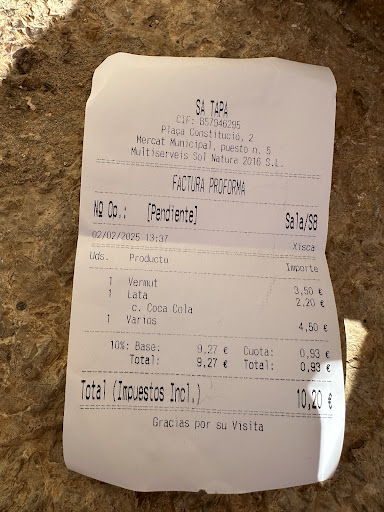 SA TAPA
Cif: B57946295
Plaça Constitució, 2
Mercat Municipal, puesto n. 5
Multiserveis Sol Natura 2016 S.L.
FACTURA PROFORMA
Nº Op.: [Pendiente] Sala/S8
02/02/2025 13:37 Xisca
Uds. Producto Importe
1 Vermut 3,50 €
1 Lata 2,20 €
c. Coca Cola
1 Varios 4,50 €
10%: Base: 9,27 € Cuota: 0,93 €
Total: 9,27 € Total: 0,93 €
Total (Impuestos Incl.) 10,20 €
Gracias por su Visita